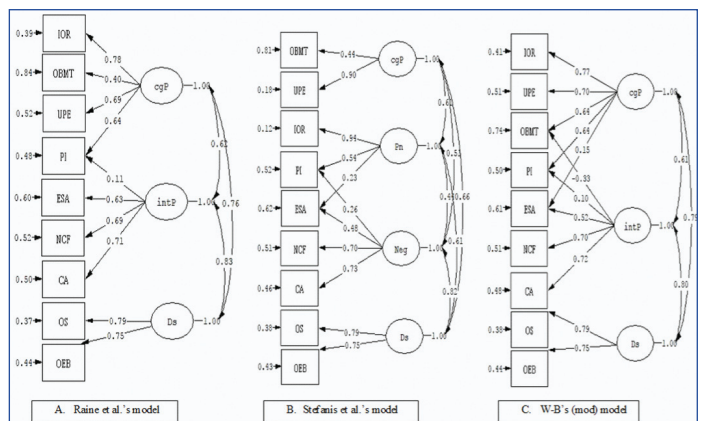 0.39 IOR
0.84 OBMT
0.52 UPE
0.48 PI
0.60 ESA
0.52 NCF
0.50 CA
0.37 OS
0.44 OEB
0.78
0.40
0.69
0.64
0.11
0.63
0.69
0.71
0.79
0.75
cgP 1.00
intP 1.00
Ds 1.00
0.62
0.76
0.83
A. Raine et al.'s model
0.81 OBMT
0.18 UPE
0.12 IOR
0.52 PI
0.62 ESA
0.51 NCF
0.46 CA
0.38 OS
0.43 OEB
0.44
0.90
0.94
0.54
0.23
0.26
0.48
0.70
0.73
0.79
0.75
cgP 1.00
Pn 1.00
Neg 1.00
Ds 1.00
0.51
0.66
0.61
0.82
B. Stefanis et al.'s model
0.41 IOR
0.51 UPE
0.74 OBMT
0.50 PI
0.61 ESA
0.51 NCF
0.48 CA
0.38 OS
0.44 OEB
0.77
0.70
0.64
0.64
0.15
0.10
0.52
0.70
0.72
0.79
0.75
cgP 1.00
intP 1.00
Ds 1.00
0.61
0.80
C. W-B's (mod) model